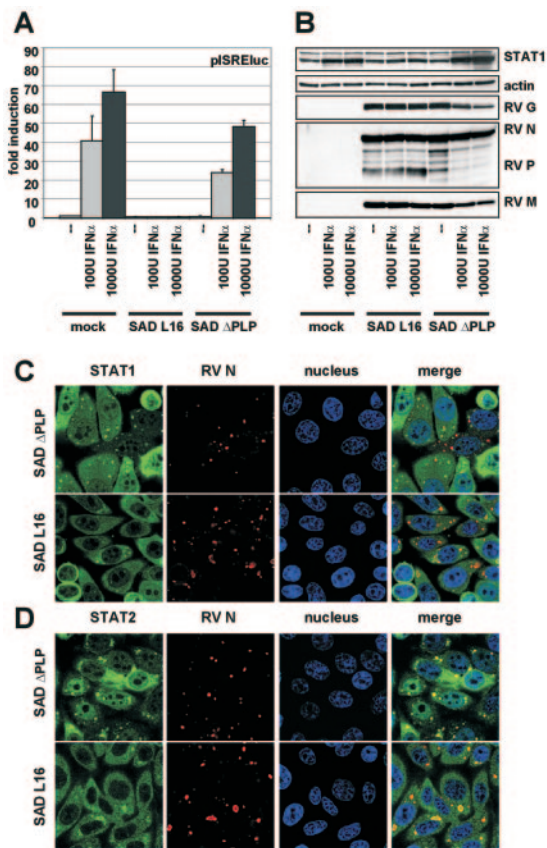 A
B
pISREluc
fold induction
90
80
70
60
50
40
30
20
10
0
--
100U IFNα
1000U IFNα
--
100U IFNα
1000U IFNα
--
100U IFNα
1000U IFNα
mock
SAD L16
SAD ΔPLP
STAT1
actin
RV G
RV N
RV P
RV M
--
100U IFNα
1000U IFNα
--
100U IFNα
1000U IFNα
--
100U IFNα
1000U IFNα
mock
SAD L16
SAD ΔPLP
C
STAT1
RV N
nucleus
merge
SAD ΔPLP
SAD L16
D
STAT2
RV N
nucleus
merge
SAD ΔPLP
SAD L16